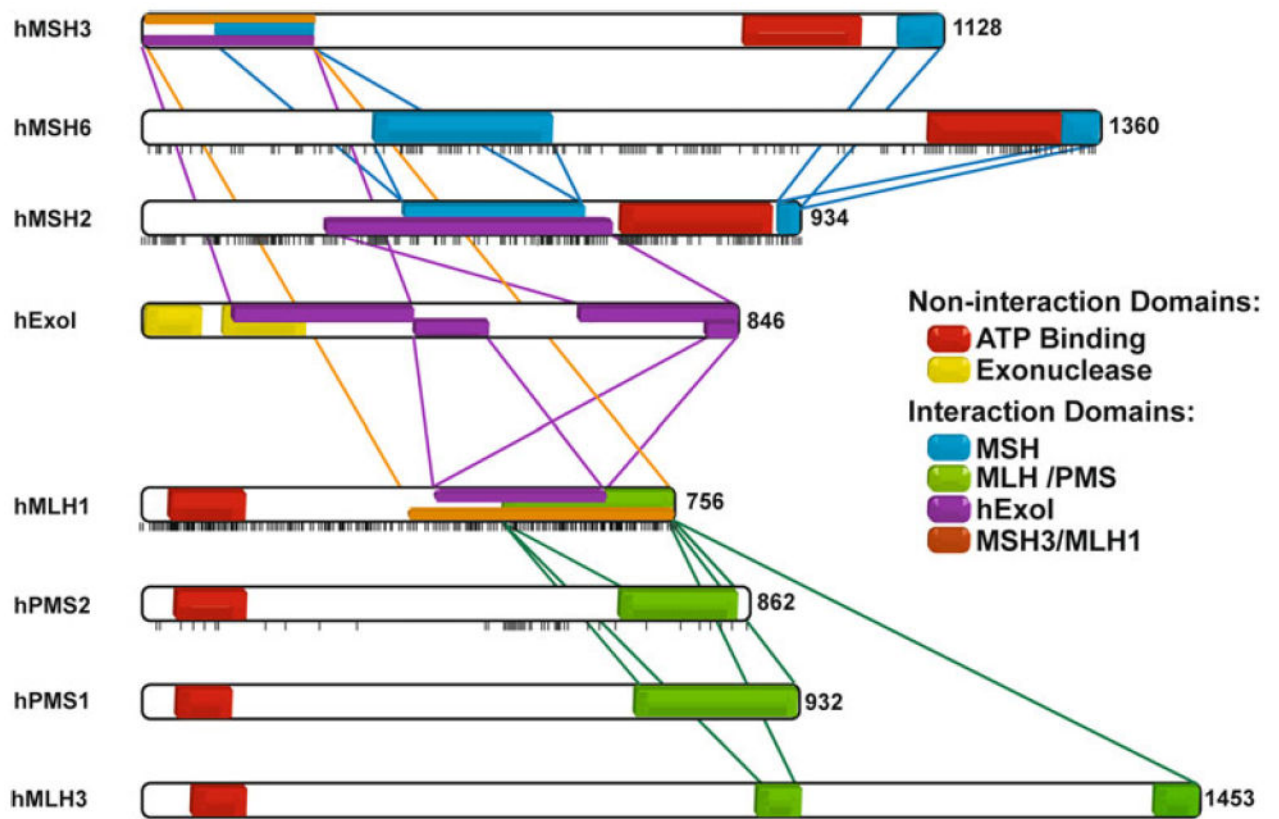 hMSH3 1128
hMSH6 1360
hMSH2 934
hExoI 846
Non-interaction Domains:
ATP Binding
Exonuclease
Interaction Domains:
MSH
MLH /PMS
hExoI
MSH3/MLH1
hMLH1 756
hPMS2 862
hPMS1 932
hMLH3 1453